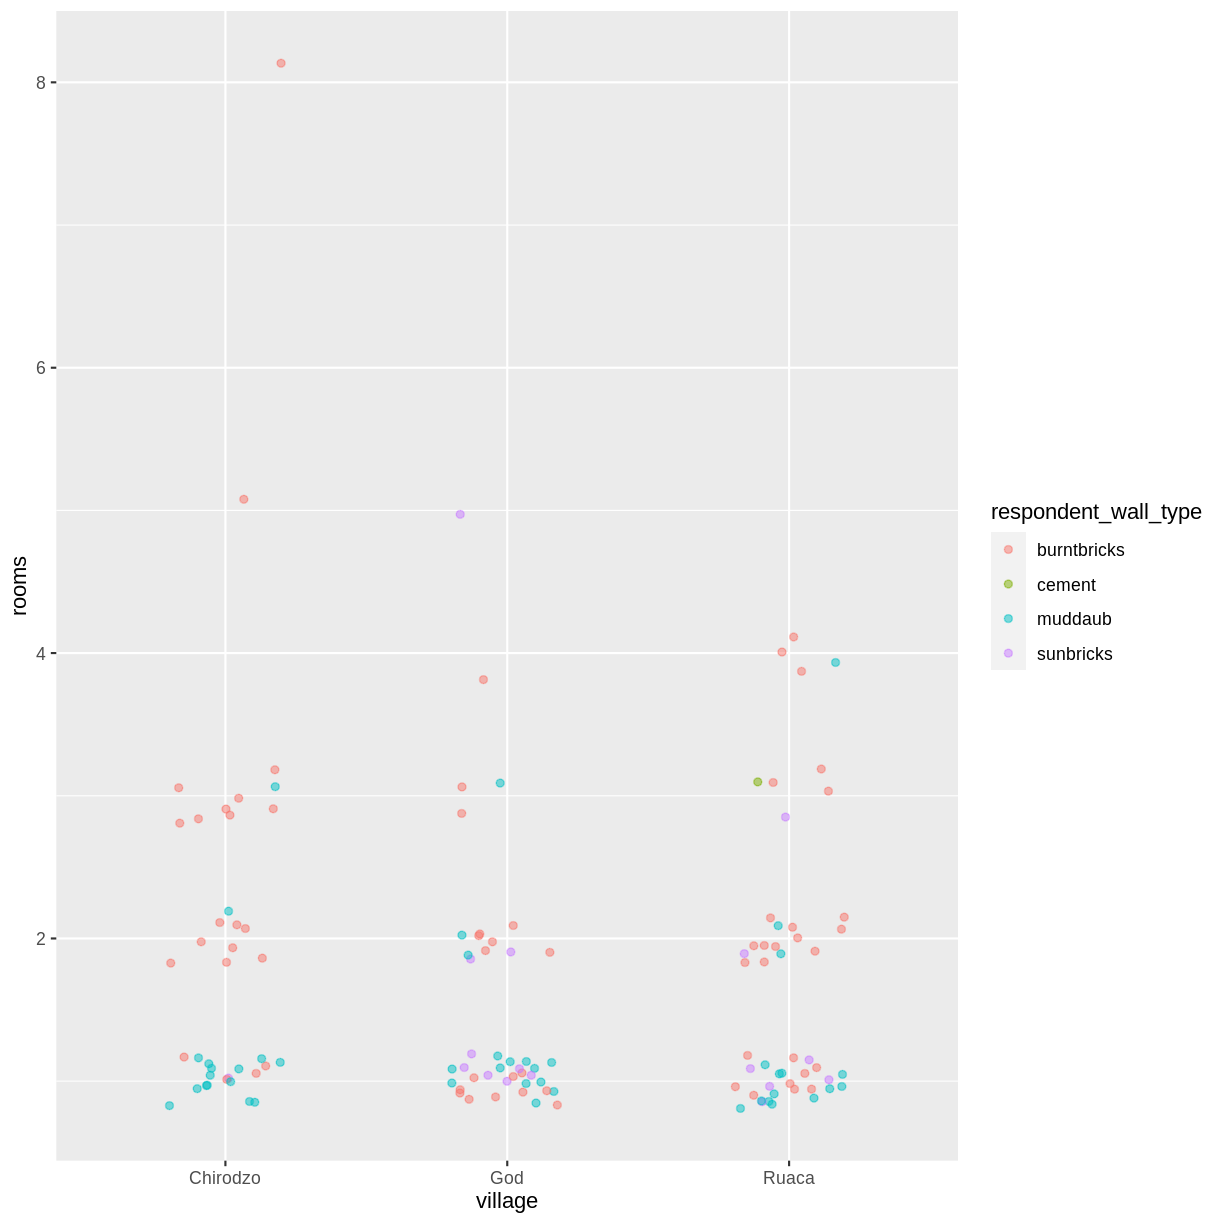 8
6
4
2
rooms
Chirodzo
God
Ruaca
village
respondent_wall_type
burntbricks
cement
muddaub
sunbricks